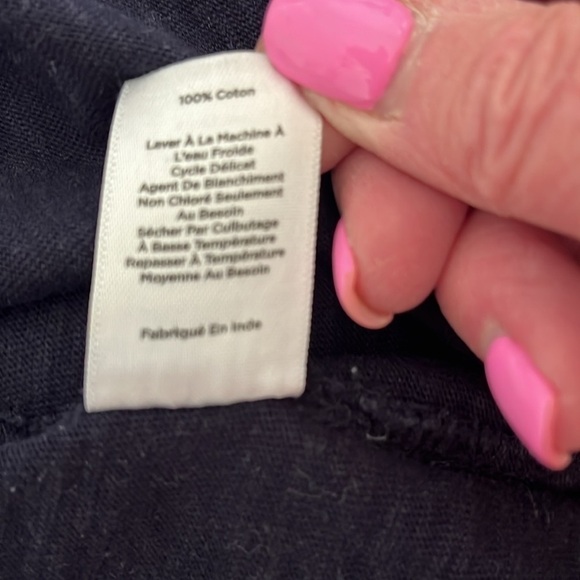 100% Coton
Laver À La Machine À
L'eau Froide
Cycle Délicat
Agent De Blanchiment
Non Chloré Seulement
Au Besoin
Sécher Par Culbutage
À Basse Température
Repasser À Température
Moyenne Au Besoin
Fabriqué En Inde